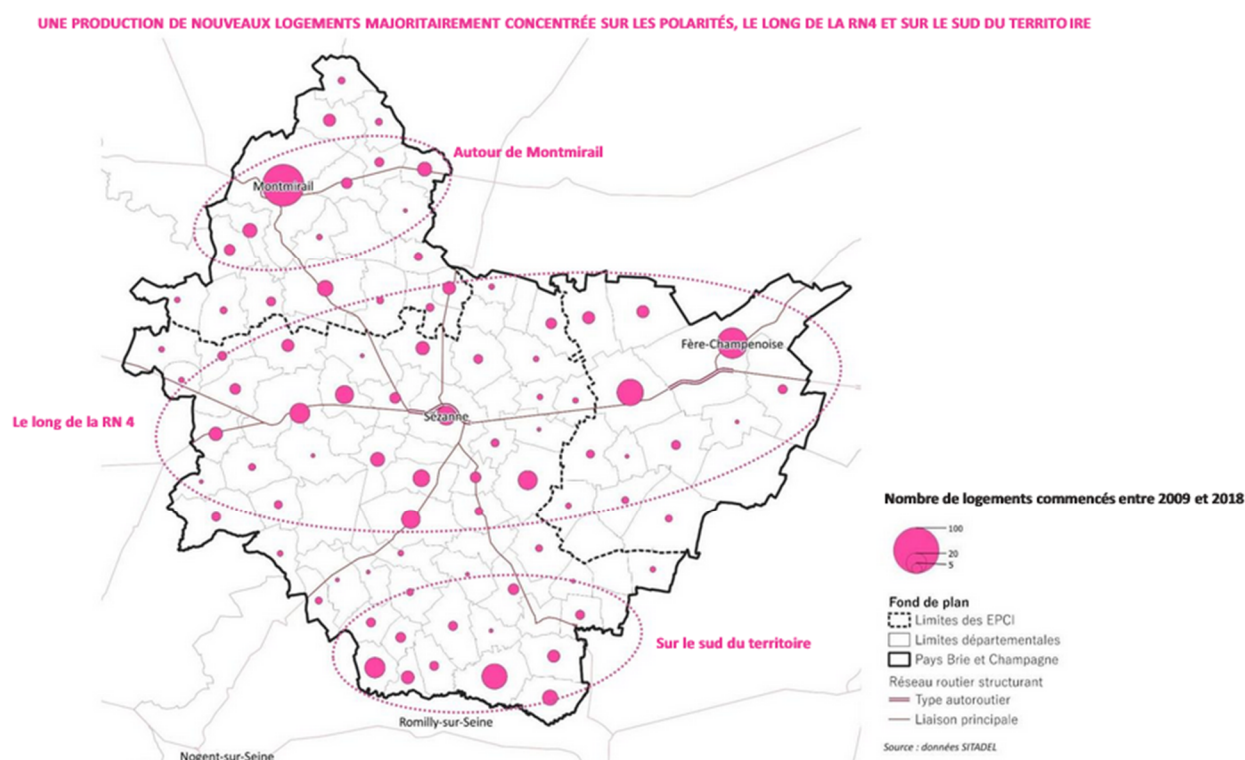 UNE PRODUCTION DE NOUVEAUX LOGEMENTS MAJORITAIREMENT CONCENTRÉE SUR LES POLARITÉS, LE LONG DE LA RN4 ET SUR LE SUD DU TERRITOIRE
Autour de Montmirail
Montmirail
Fère-Champenoise
Le long de la RN 4
Sézanne
Sur le sud du territoire
Romilly-sur-Seine
Nogent-sur-Seine
Nombre de logements commencés entre 2009 et 2018
100
20
5
Fond de plan
Limites des EPCI
Limites départementales
Pays Brie et Champagne
Réseau routier structurant
Type autoroutier
Liaison principale
Source : données SITADEL